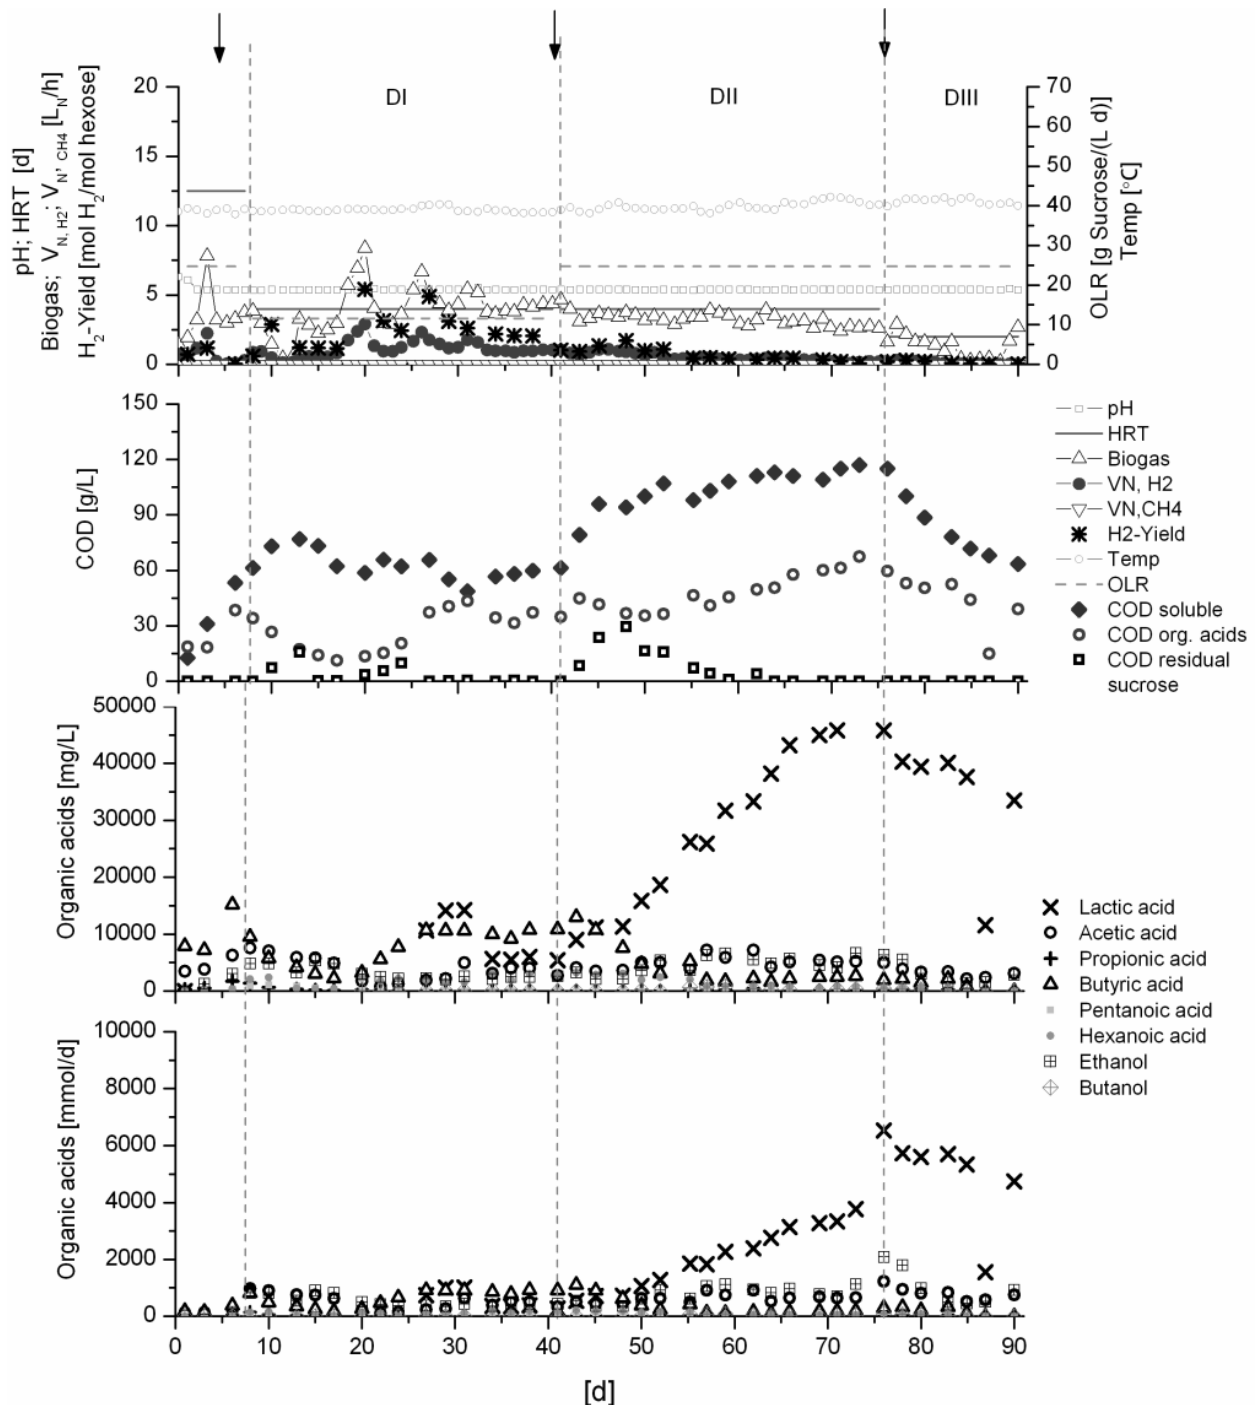 DI
DII
DIII
20
15
10
5
0
pH; HRT [d]
Biogas; V_N, H2; V_N, CH4 [L_N/h]
H₂-Yield [mol H₂/mol hexose]
70
60
50
40
30
20
10
0
OLR [g Sucrose/(L d)]
Temp [°C]
150
120
90
60
30
0
COD [g/L]
pH
HRT
Biogas
VN, H2
VN,CH4
H2-Yield
Temp
OLR
COD soluble
COD org. acids
COD residual
sucrose
50000
40000
30000
20000
10000
0
Organic acids [mg/L]
Lactic acid
Acetic acid
Propionic acid
Butyric acid
Pentanoic acid
Hexanoic acid
Ethanol
Butanol
10000
8000
6000
4000
2000
0
Organic acids [mmol/d]
0 10 20 30 40 50 60 70 80 90
[d]